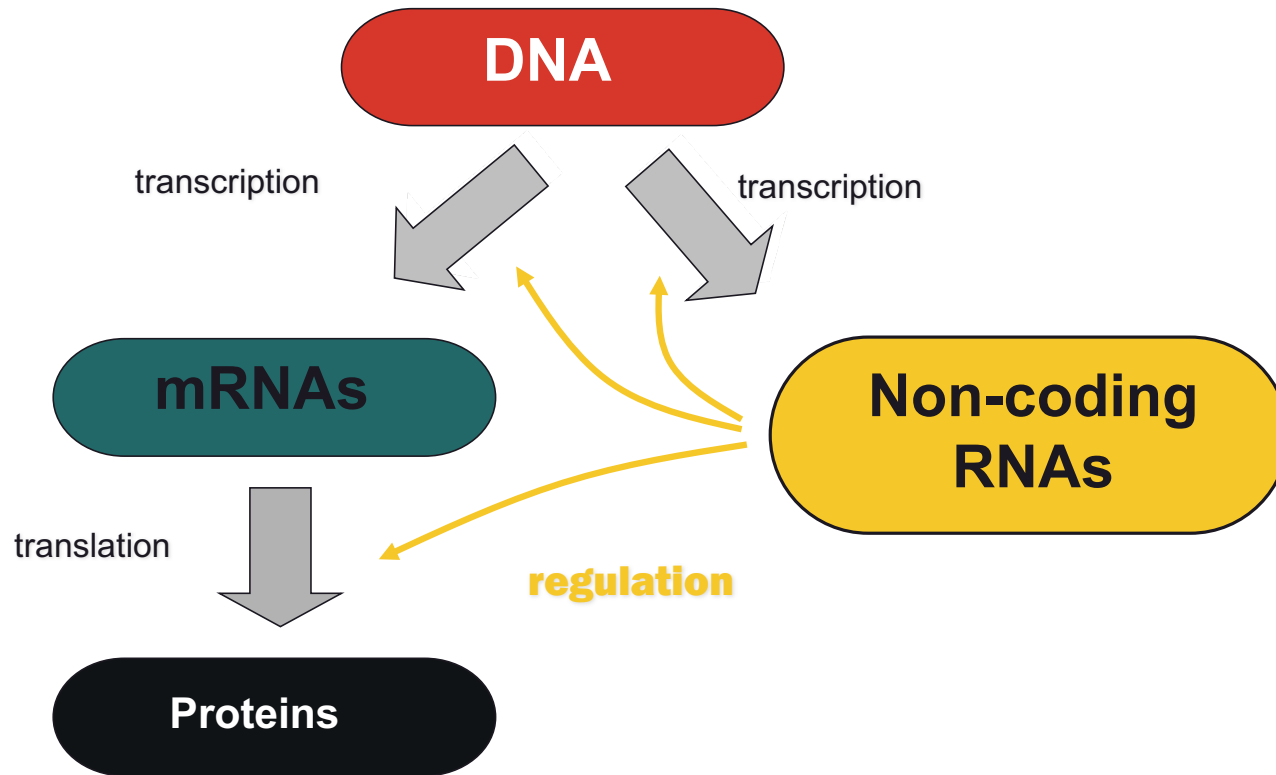 DNA
transcription
transcription
mRNAs
Non-coding
RNAs
translation
regulation
Proteins